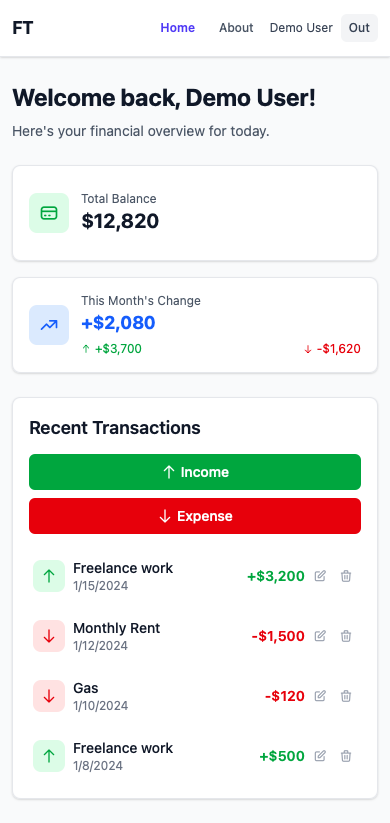 FT Home About Demo User Out
Welcome back, Demo User!
Here's your financial overview for today.
Total Balance
$12,820
This Month's Change
+$2,080
↑ +$3,700 ↓ -$1,620
Recent Transactions
↑ Income
↓ Expense
Freelance work
1/15/2024
+$3,200
Monthly Rent
1/12/2024
-$1,500
Gas
1/10/2024
-$120
Freelance work
1/8/2024
+$500